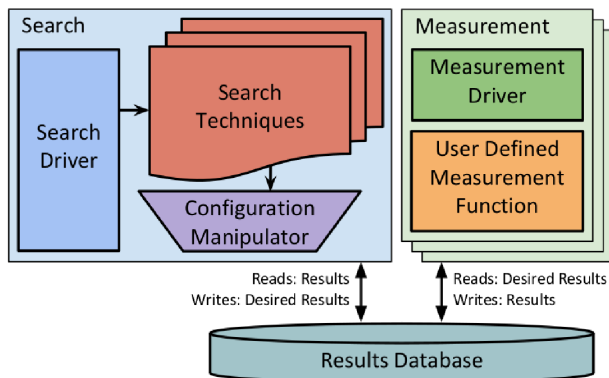 Search
Search
Driver
Search
Techniques
Configuration
Manipulator
Measurement
Measurement
Driver
User Defined
Measurement
Function
Reads: Results
Writes: Desired Results
Reads: Desired Results
Writes: Results
Results Database